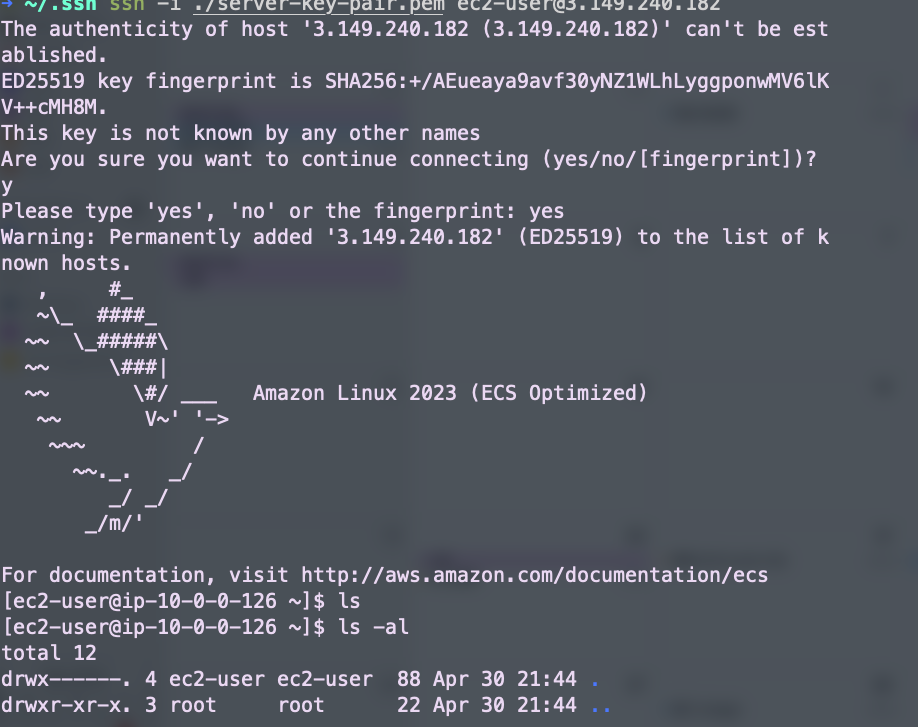 → ~/.ssh ssh -i ./server-key-pair.pem ec2-user@3.149.240.182
The authenticity of host '3.149.240.182 (3.149.240.182)' can't be est
ablished.
ED25519 key fingerprint is SHA256:+/AEueaya9avf30yNZ1WLhLyggponwMV6lK
V++cMH8M.
This key is not known by any other names
Are you sure you want to continue connecting (yes/no/[fingerprint])?
y
Please type 'yes', 'no' or the fingerprint: yes
Warning: Permanently added '3.149.240.182' (ED25519) to the list of k
nown hosts.
   ,     #_
   ~\_  ####_
  ~~  \_#####\
  ~~     \###|
  ~~       \#/ ___   Amazon Linux 2023 (ECS Optimized)
   ~~       V~' '->
    ~~~         /
      ~~._.   _/
         _/ _/
       _/m/'
For documentation, visit http://aws.amazon.com/documentation/ecs
[ec2-user@ip-10-0-0-126 ~]$ ls
[ec2-user@ip-10-0-0-126 ~]$ ls -al
total 12
drwx------. 4 ec2-user ec2-user  88 Apr 30 21:44 .
drwxr-xr-x. 3 root     root      22 Apr 30 21:44 ..